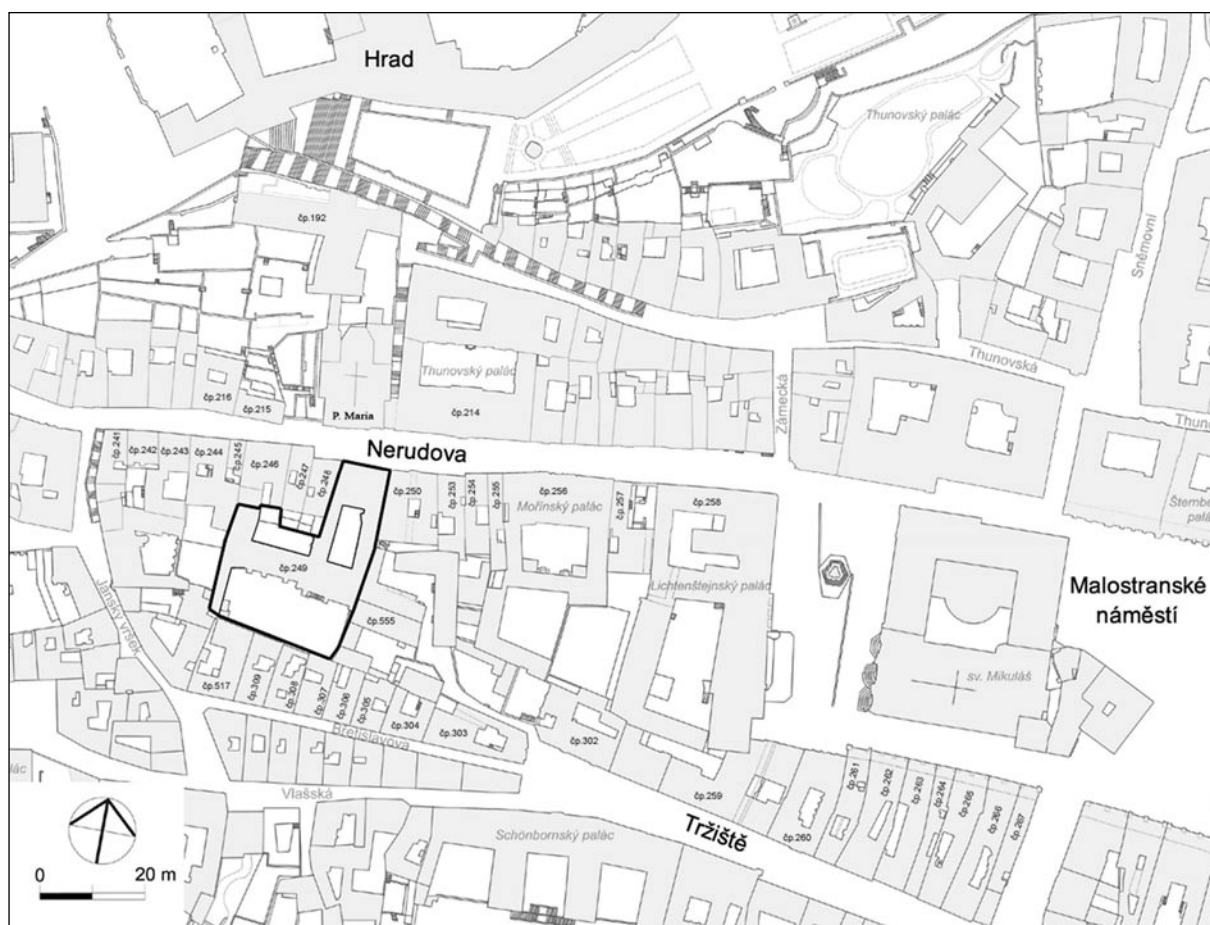 Hrad
Thunovský palác
čp.192
Sněmovní
Thunovský palác
Thunovská
čp.216
čp.215
P. Maria
čp.214
Zámecká
Nerudova
čp.241
čp.242
čp.243
čp.244
čp.245
čp.246
čp.247
čp.248
čp.250
čp.253
čp.254
čp.255
čp.256
Mořínský palác
čp.257
čp.258
čp.249
Lichtenštejnský palác
Malostranské
náměstí
čp.555
Jánský vršek
sv. Mikuláš
čp.517
čp.309
čp.308
čp.307
čp.306
čp.305
čp.304
čp.303
čp.302
Břetislavova
Vlašská
čp.259
Tržiště
čp.260
čp.261
čp.262
čp.263
čp.264
čp.265
čp.266
čp.267
Schönbornský palác
0 20 m